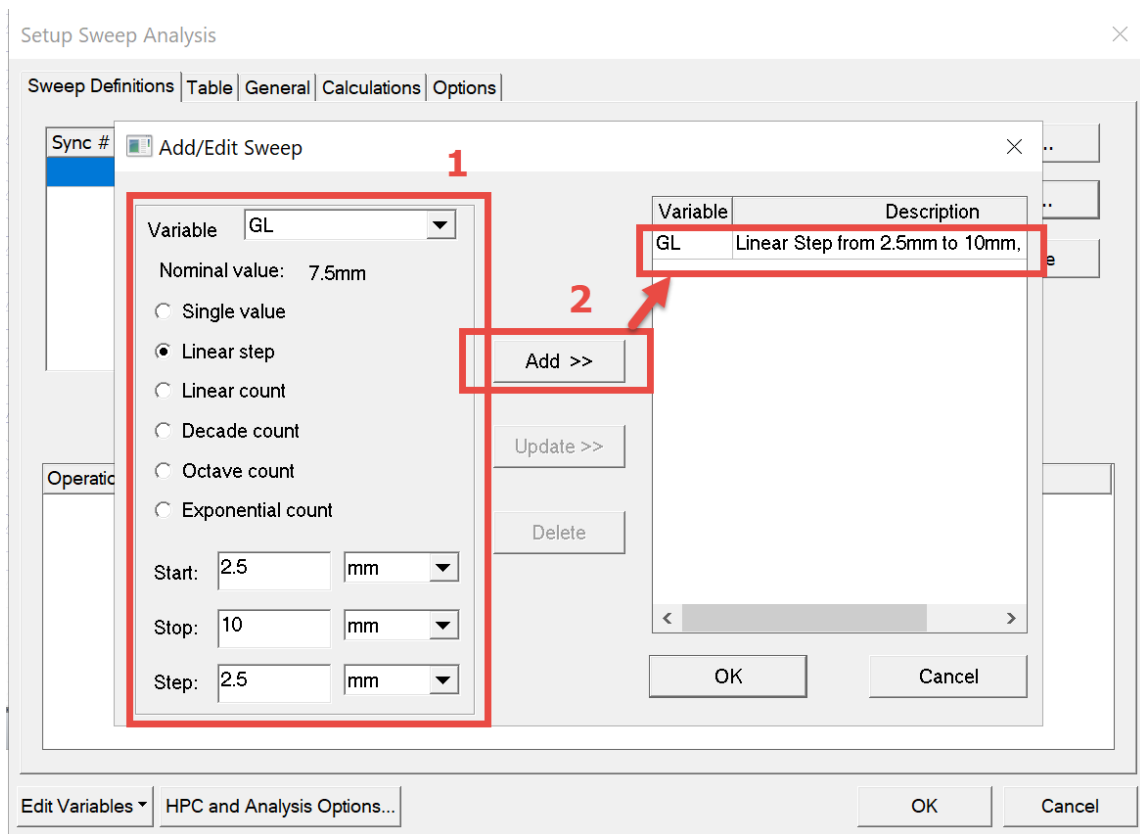 Setup Sweep Analysis
Sweep Definitions Table General Calculations Options
Sync #
Add/Edit Sweep
1
Variable GL
Nominal value: 7.5mm
Single value
Linear step
Linear count
Decade count
Octave count
Exponential count
Start: 2.5 mm
Stop: 10 mm
Step: 2.5 mm
2
Add >>
Update >>
Delete
Variable Description
GL Linear Step from 2.5mm to 10mm,
OK Cancel
..
..
e
Operatio
Edit Variables HPC and Analysis Options... OK Cancel